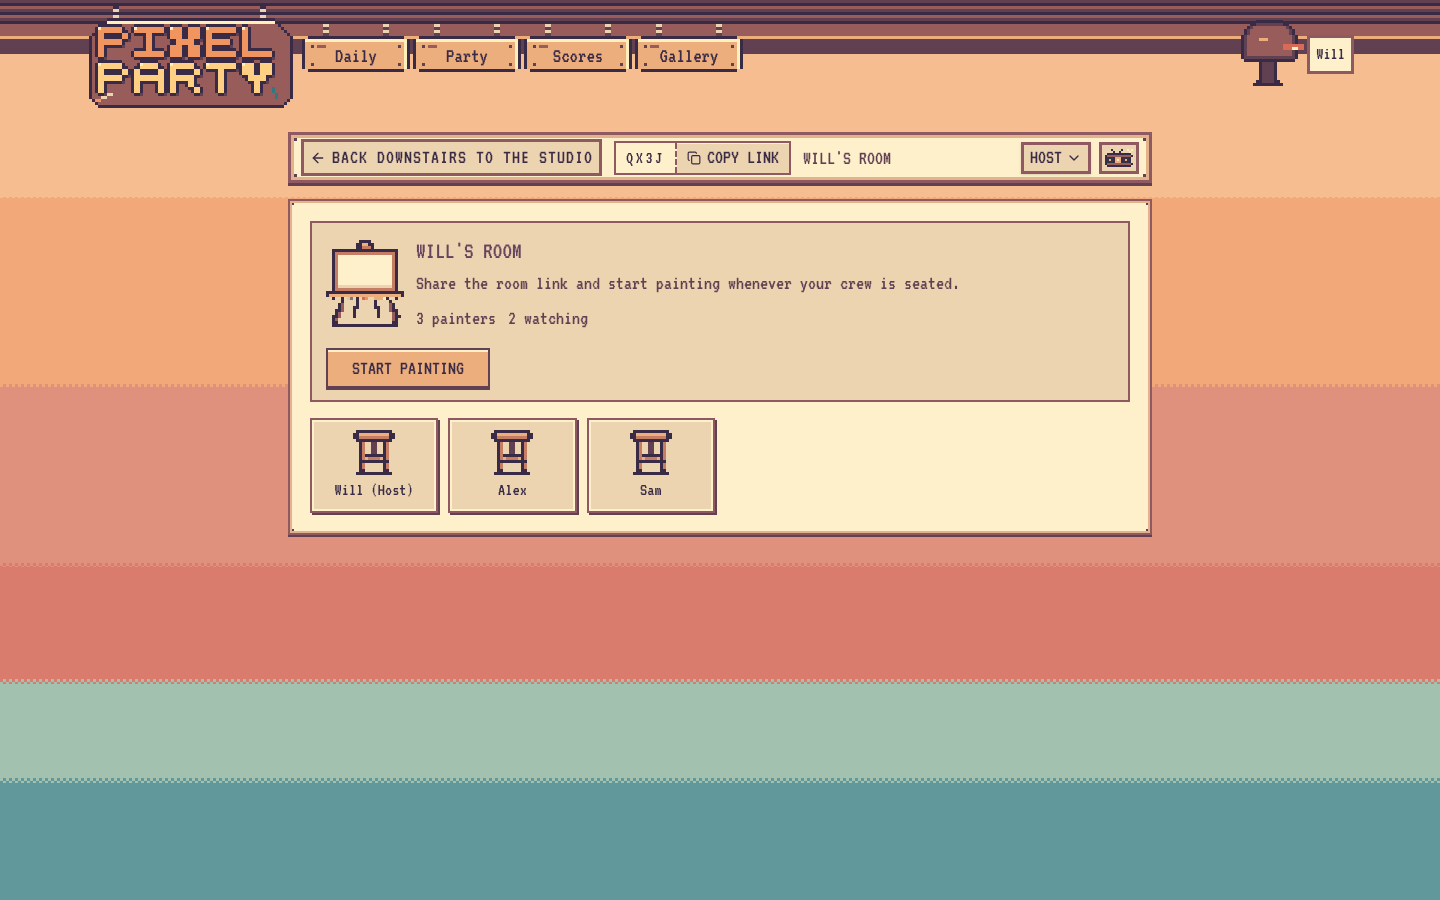 PIXEL
PARTY
Daily
Party
Scores
Gallery
Will
BACK DOWNSTAIRS TO THE STUDIO
QX3J
COPY LINK
WILL'S ROOM
HOST
WILL'S ROOM
Share the room link and start painting whenever your crew is seated.
3 painters 2 watching
START PAINTING
Will (Host)
Alex
Sam